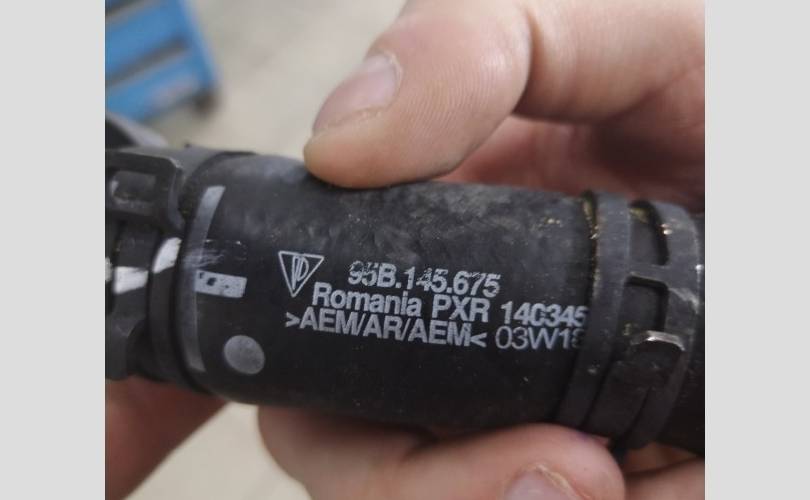 95B.145.675
Romania PXR 140345
>AEM/AR/AEM< 03W18